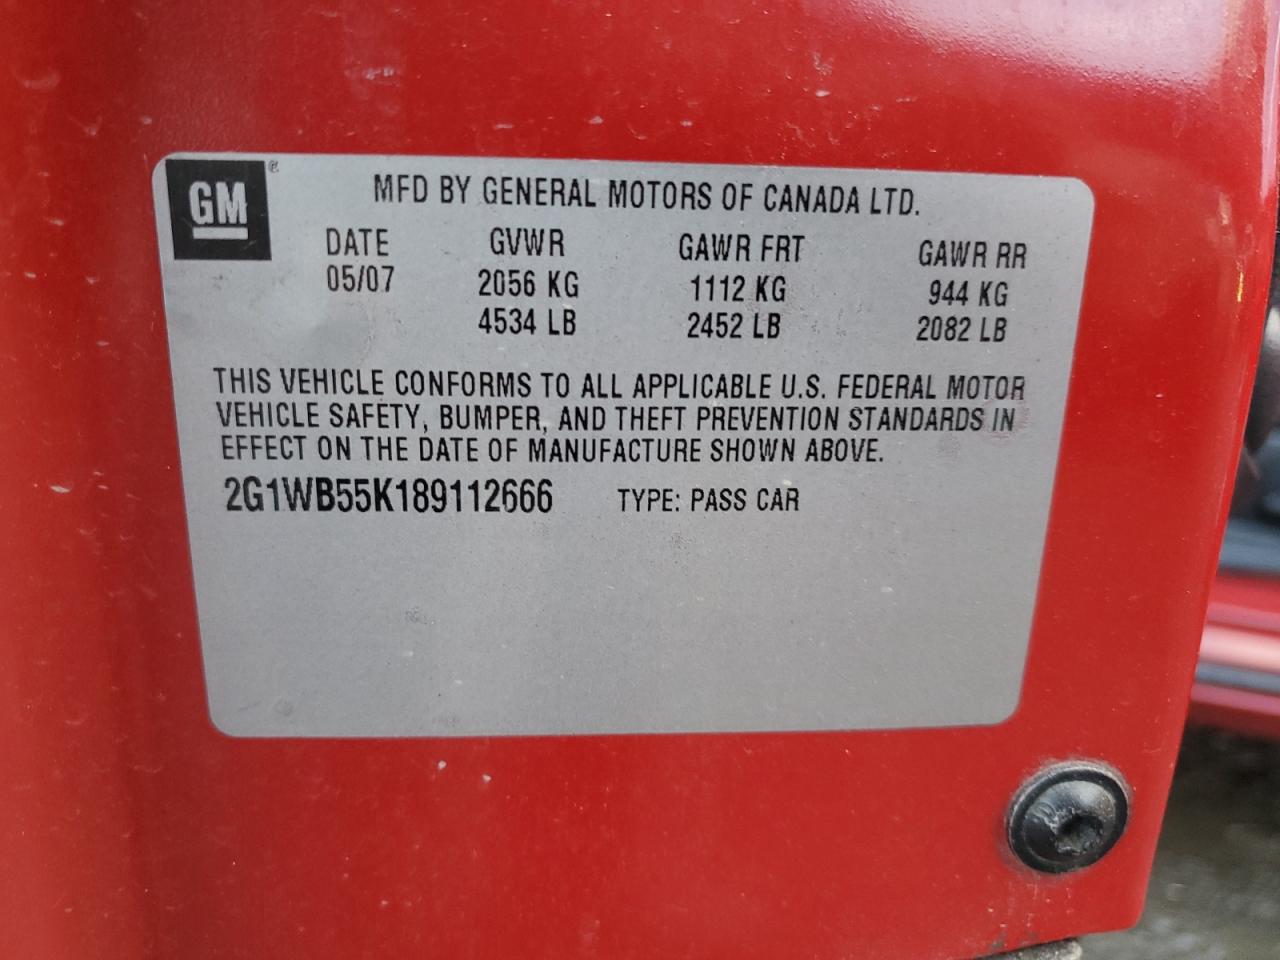 GM ®
MFD BY GENERAL MOTORS OF CANADA LTD.
DATE GVWR GAWR FRT GAWR RR
05/07 2056 KG 1112 KG 944 KG
4534 LB 2452 LB 2082 LB
THIS VEHICLE CONFORMS TO ALL APPLICABLE U.S. FEDERAL MOTOR
VEHICLE SAFETY, BUMPER, AND THEFT PREVENTION STANDARDS IN
EFFECT ON THE DATE OF MANUFACTURE SHOWN ABOVE.
2G1WB55K189112666 TYPE: PASS CAR